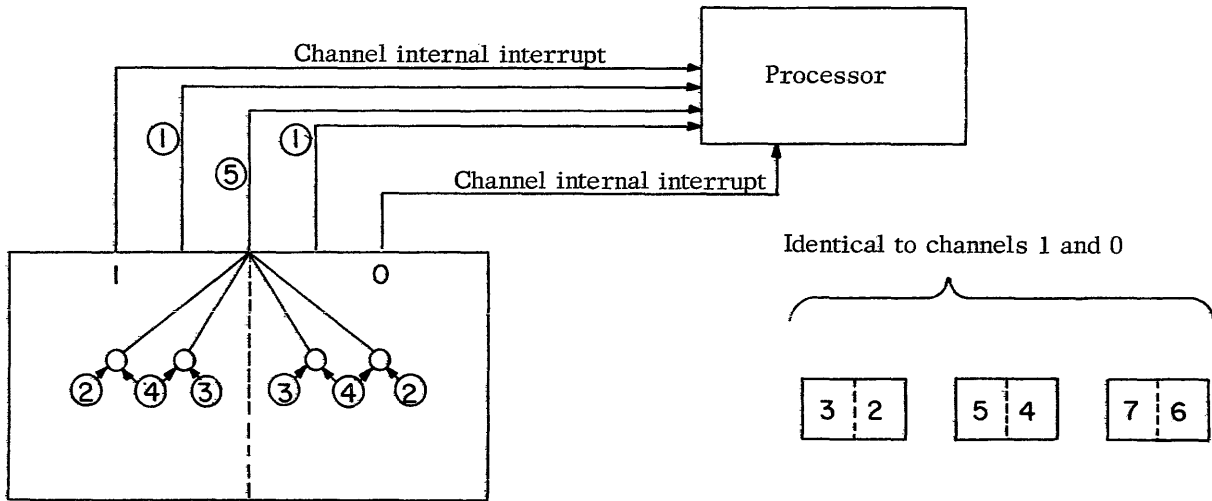 Channel internal interrupt
Processor
1
1
5
Channel internal interrupt
Identical to channels 1 and 0
1
0
2 4 3 3 4 2
3 2 5 4 7 6